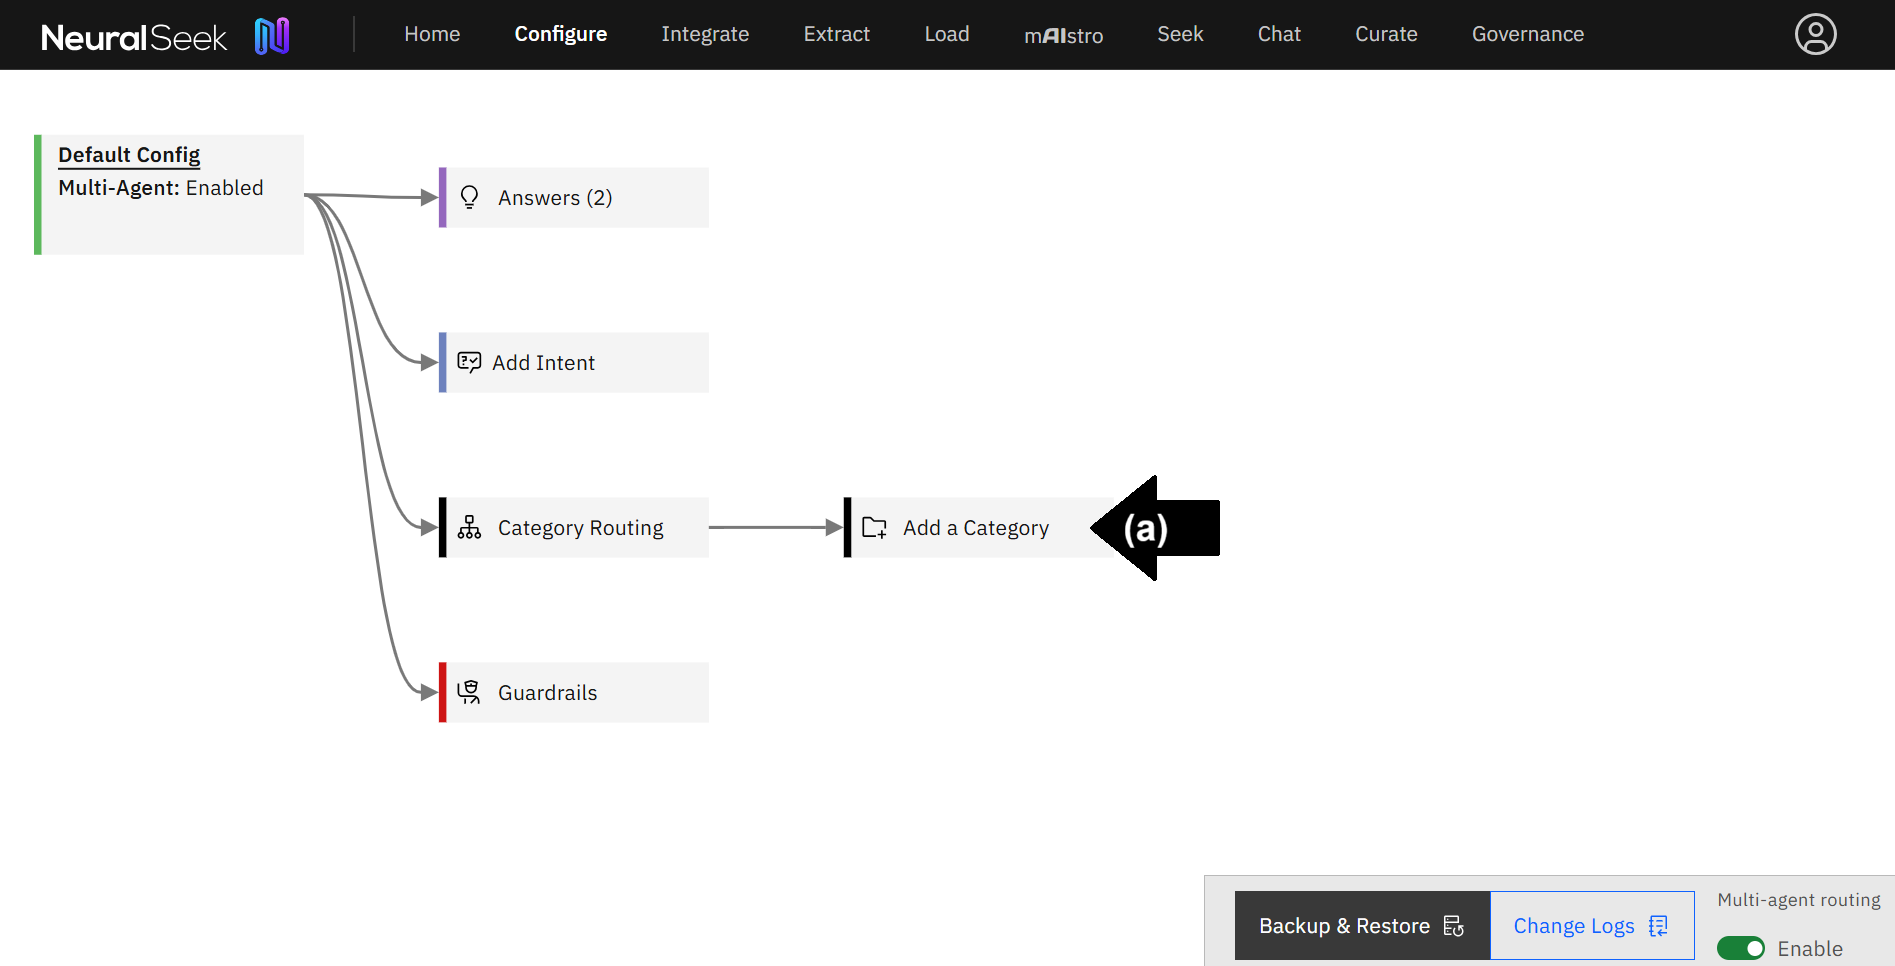 NeuralSeek
Home Configure Integrate Extract Load mAIstro Seek Chat Curate Governance
Default Config
Multi-Agent: Enabled
Answers (2)
Add Intent
Category Routing
Add a Category
(a)
Guardrails
Backup & Restore
Change Logs
Multi-agent routing
Enable